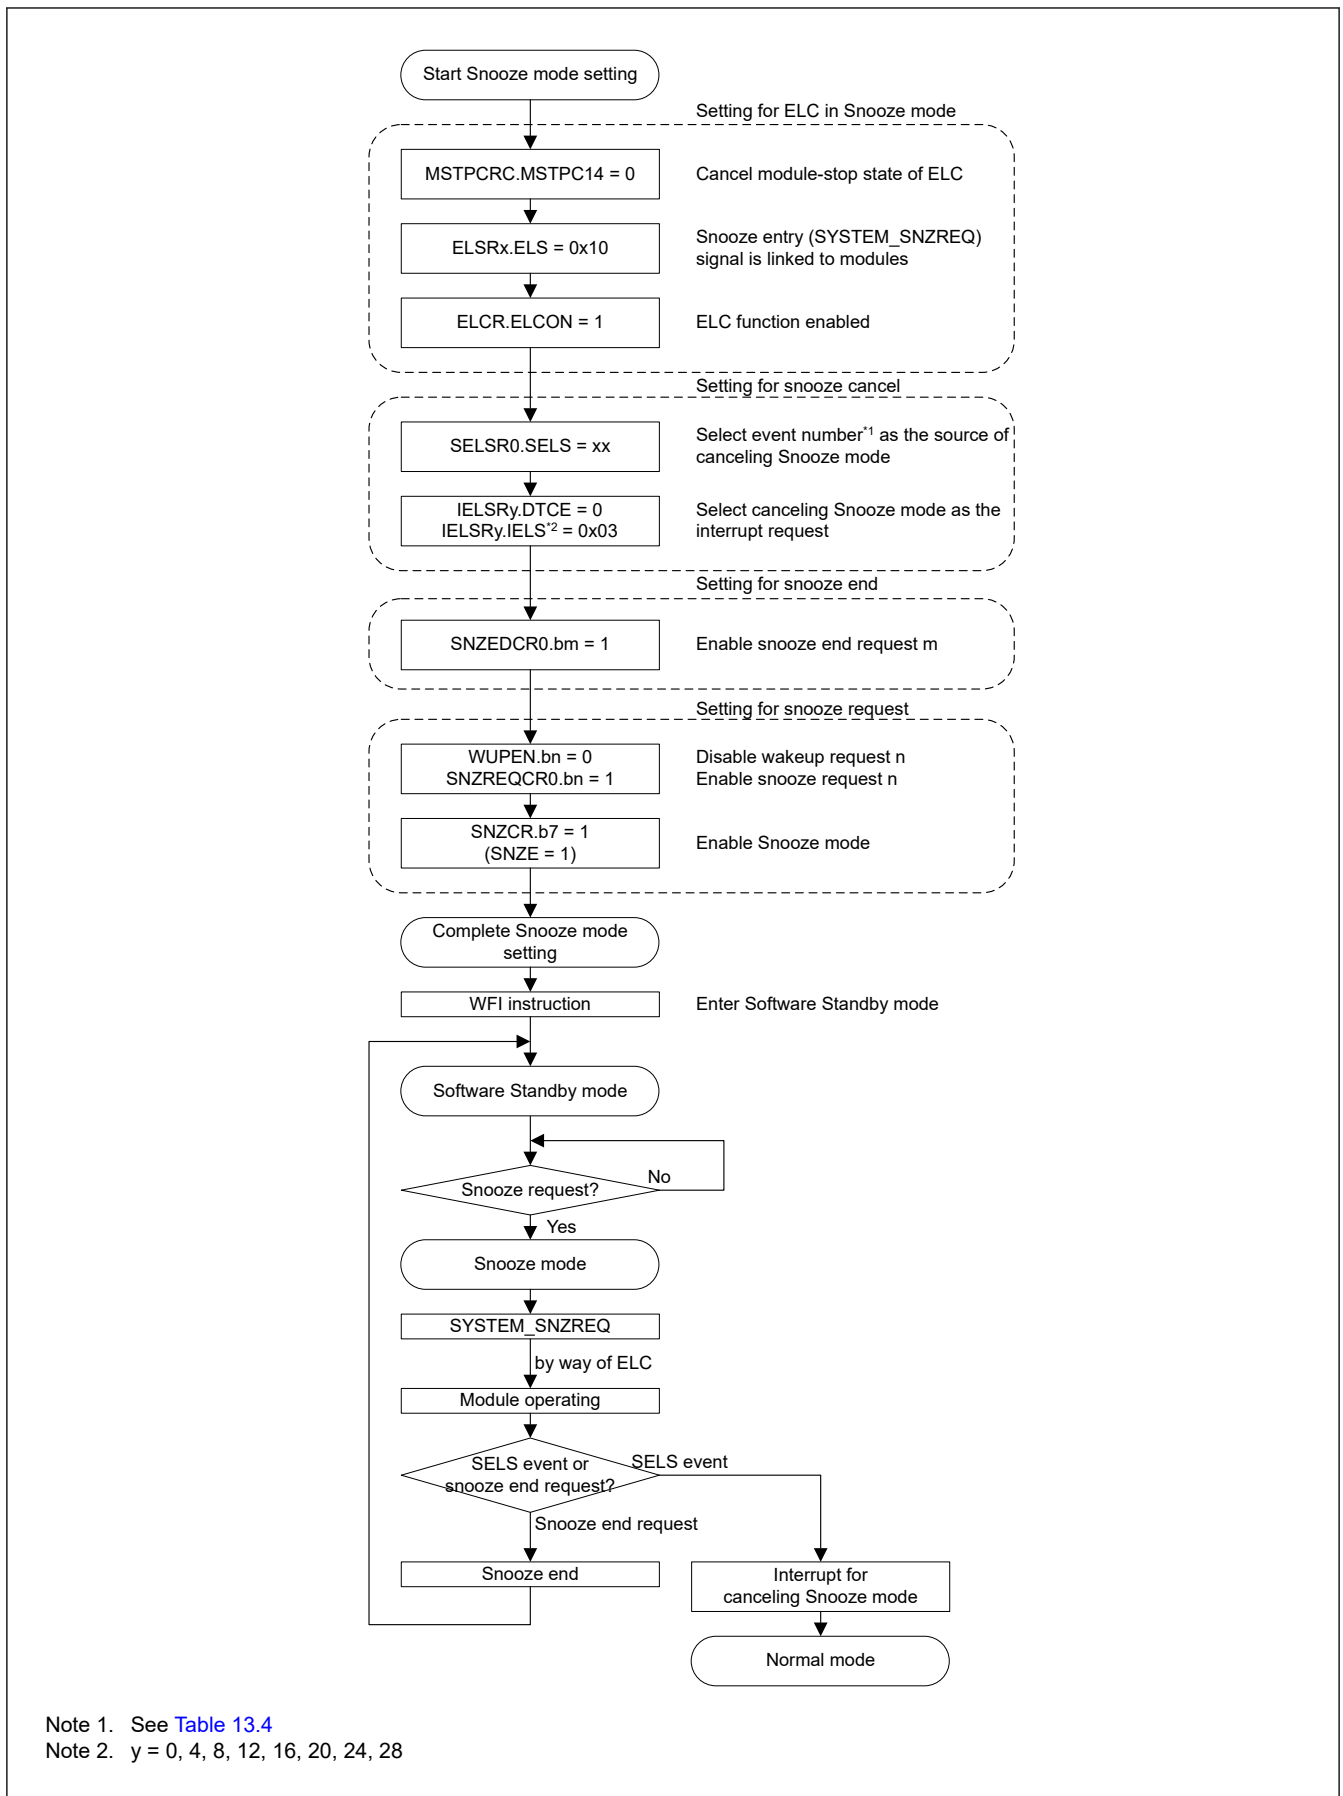 Start Snooze mode setting
Setting for ELC in Snooze mode
MSTPCRC.MSTPC14 = 0
Cancel module-stop state of ELC
ELSRx.ELS = 0x10
Snooze entry (SYSTEM_SNZREQ)
signal is linked to modules
ELCR.ELCON = 1
ELC function enabled
Setting for snooze cancel
SELSR0.SELS = xx
Select event number*1 as the source of
canceling Snooze mode
IELSRy.DTCE = 0
IELSRy.IELS*2 = 0x03
Select canceling Snooze mode as the
interrupt request
Setting for snooze end
SNZEDCR0.bm = 1
Enable snooze end request m
Setting for snooze request
WUPEN.bn = 0
SNZREQCR0.bn = 1
Disable wakeup request n
Enable snooze request n
SNZCR.b7 = 1
(SNZE = 1)
Enable Snooze mode
Complete Snooze mode
setting
WFI instruction
Enter Software Standby mode
Software Standby mode
Snooze request?
No
Yes
Snooze mode
SYSTEM_SNZREQ
by way of ELC
Module operating
SELS event or
snooze end request?
SELS event
Snooze end request
Snooze end
Interrupt for
canceling Snooze mode
Normal mode
Note 1. See Table 13.4
Note 2. y = 0, 4, 8, 12, 16, 20, 24, 28